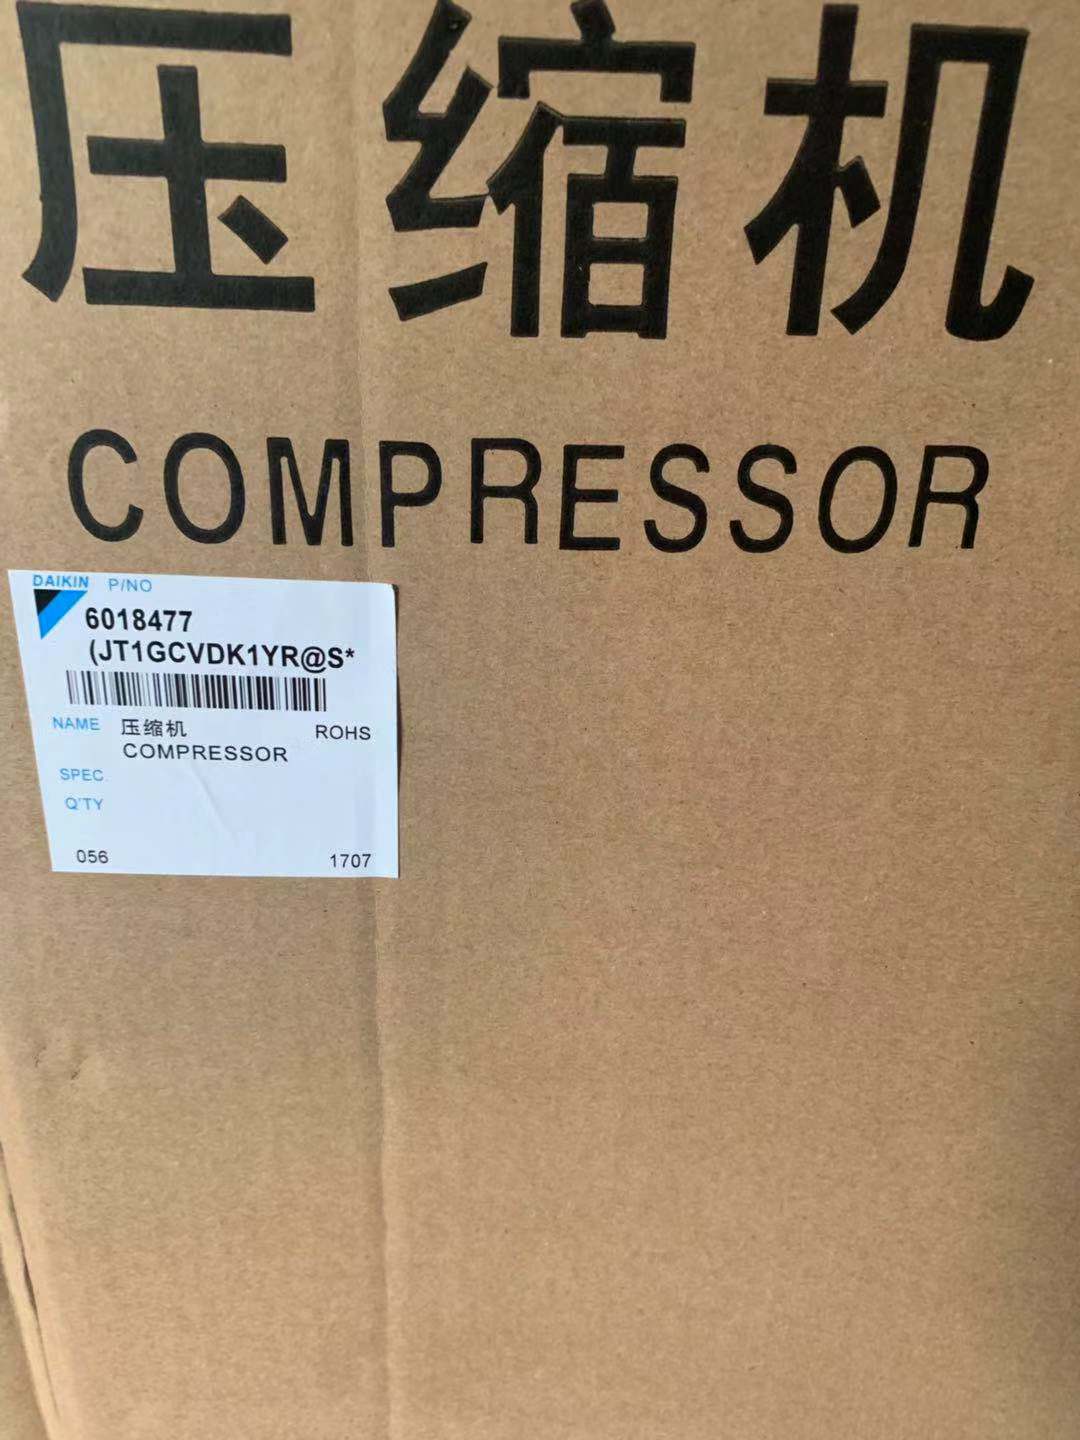 压缩机
COMPRESSOR
DAIKIN P/NO
6018477
(JT1GCVDK1YR@S*
NAME 压缩机 ROHS
COMPRESSOR
SPEC.
Q'TY
056 1707